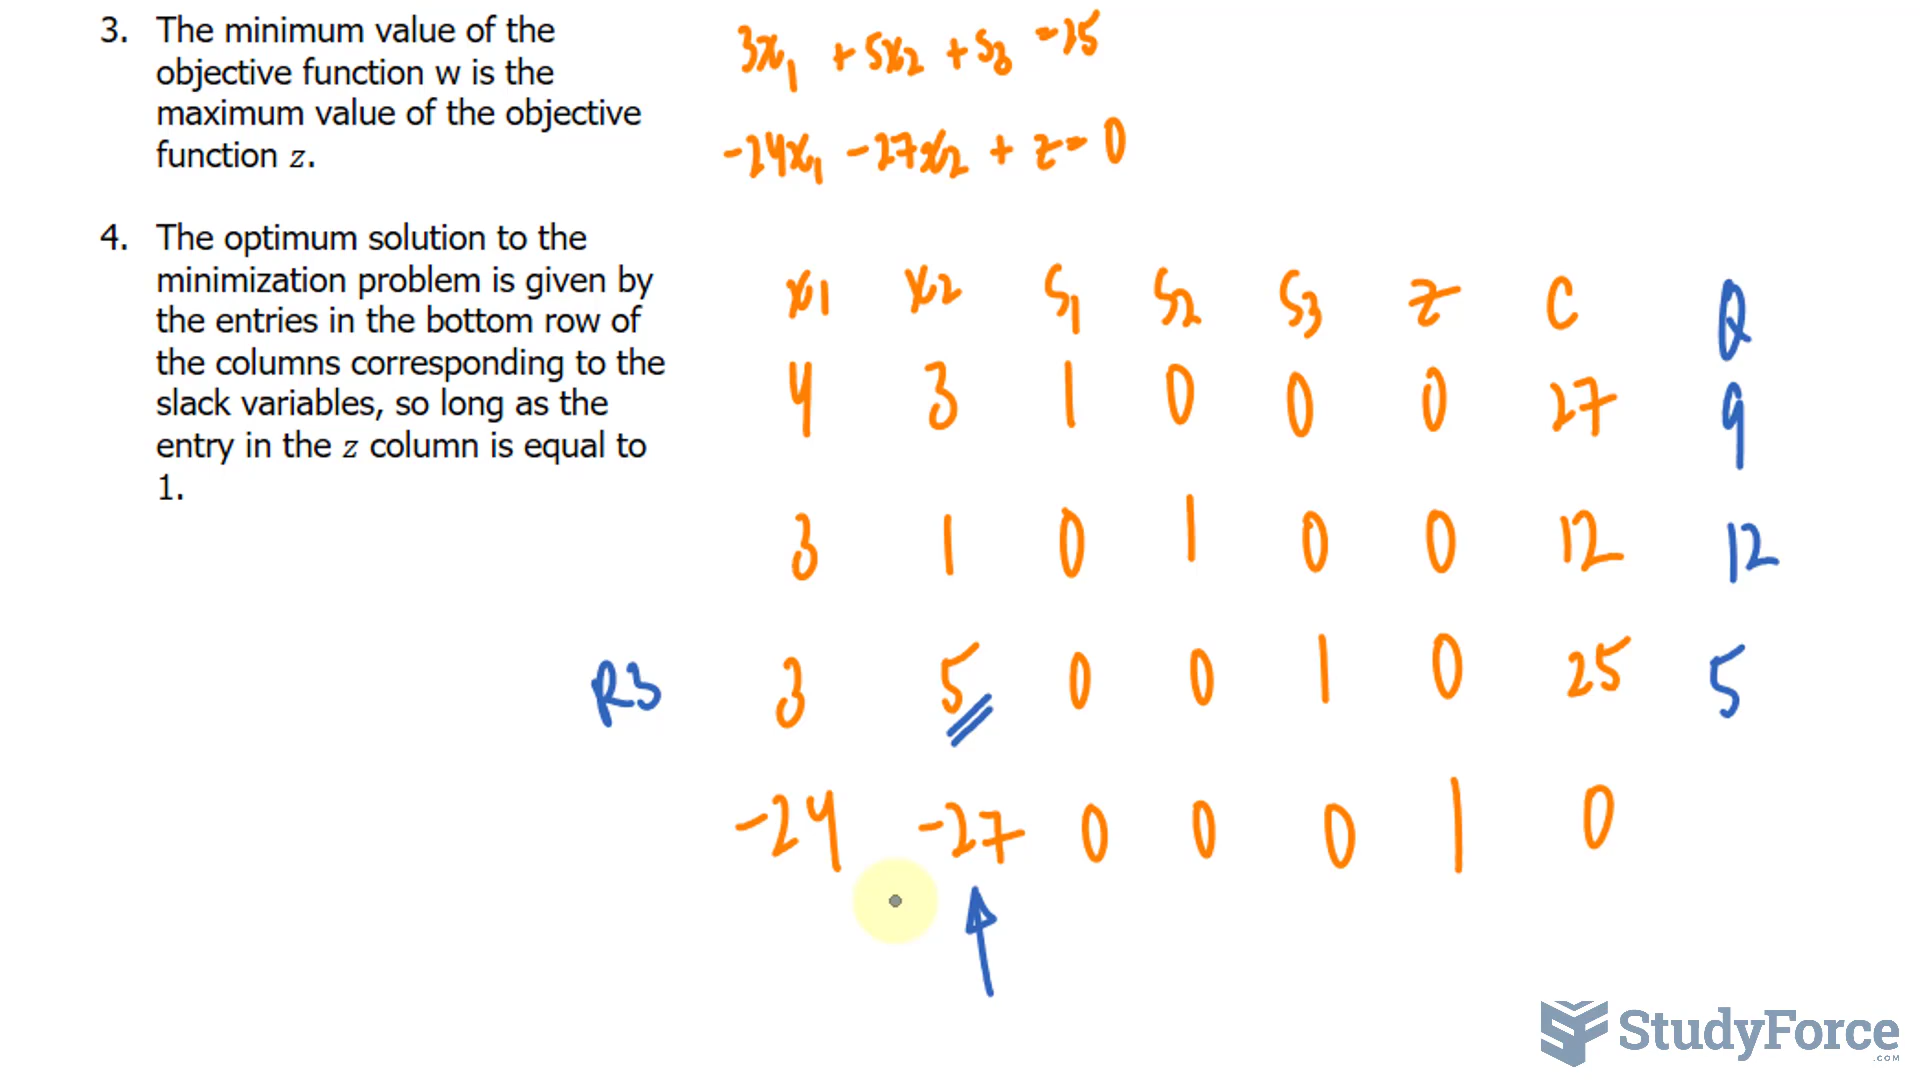 3. The minimum value of the
objective function w is the
maximum value of the objective
function z.
4. The optimum solution to the
minimization problem is given by
the entries in the bottom row of
the columns corresponding to the
slack variables, so long as the
entry in the z column is equal to
1.
3x₁ + 5x₂ + S₃ = 25
-24x₁ - 27x₂ + z = 0
x₁ x₂ S₁ S₂ S₃ z C Q
4 3 1 0 0 0 27 9
3 1 0 1 0 0 12 12
R3 3 5 0 0 1 0 25 5
-24 -27 0 0 0 1 0
StudyForce
.COM